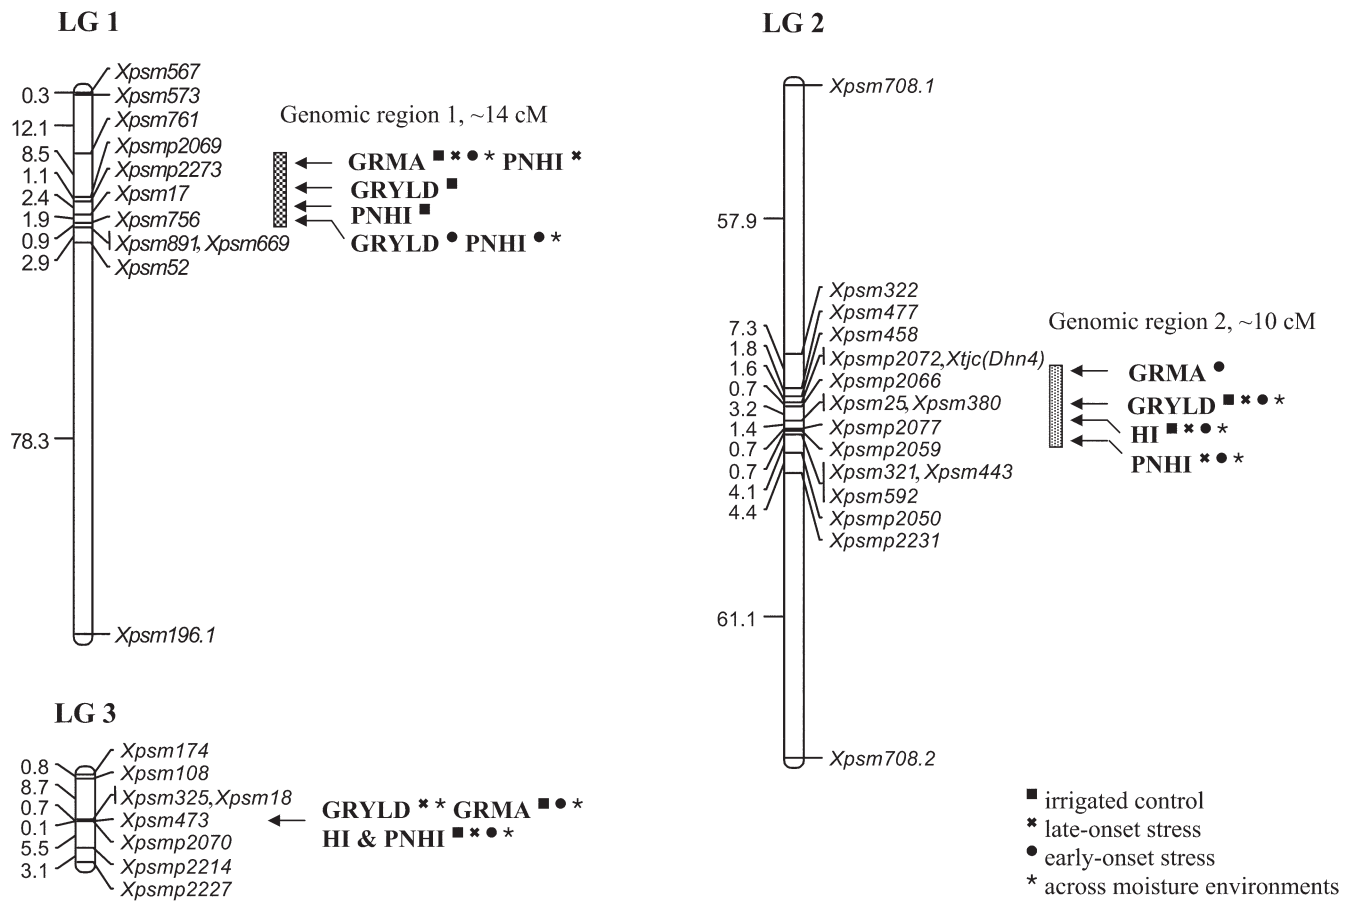 LG 1
Xpsm567
0.3
Xpsm573
12.1
Xpsm761
8.5
Xpsmp2069
1.1
Xpsmp2273
2.4
Xpsm17
1.9
Xpsm756
0.9
Xpsm891, Xpsm669
2.9
Xpsm52
78.3
Xpsm196.1
Genomic region 1, ~14 cM
GRMA ■ ✖ ● * PNHI ✖
GRYLD ■
PNHI ■
GRYLD ● PNHI ● *
LG 2
Xpsm708.1
57.9
Xpsm322
7.3
Xpsm477
1.8
Xpsm458
1.6
Xpsmp2072, Xtjc(Dhn4)
0.7
Xpsmp2066
3.2
Xpsm25, Xpsm380
1.4
Xpsmp2077
0.7
Xpsmp2059
0.7
Xpsm321, Xpsm443
4.1
Xpsm592
4.4
Xpsmp2050
Xpsmp2231
61.1
Xpsm708.2
Genomic region 2, ~10 cM
GRMA ●
GRYLD ■ ✖ ● *
HI ■ ✖ ● *
PNHI ✖ ● *
LG 3
Xpsm174
0.8
Xpsm108
8.7
Xpsm325, Xpsm18
0.7
Xpsm473
0.1
Xpsmp2070
5.5
Xpsmp2214
3.1
Xpsmp2227
GRYLD ✖ * GRMA ■ ● *
HI & PNHI ■ ✖ ● *
■ irrigated control
✖ late-onset stress
● early-onset stress
* across moisture environments